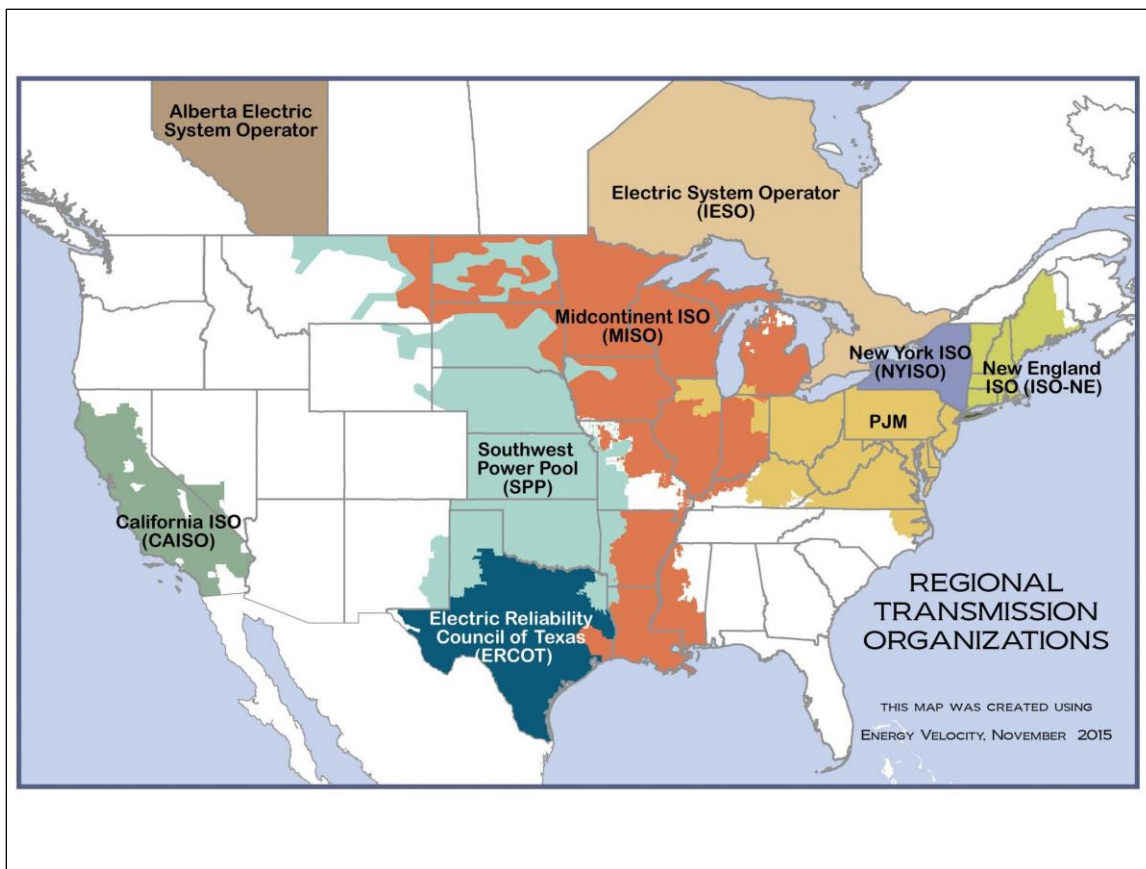 Alberta Electric
System Operator
Electric System Operator
(IESO)
Midcontinent ISO
(MISO)
New York ISO
(NYISO)
New England
ISO (ISO-NE)
PJM
Southwest
Power Pool
(SPP)
California ISO
(CAISO)
Electric Reliability
Council of Texas
(ERCOT)
REGIONAL
TRANSMISSION
ORGANIZATIONS
THIS MAP WAS CREATED USING
ENERGY VELOCITY, NOVEMBER 2015